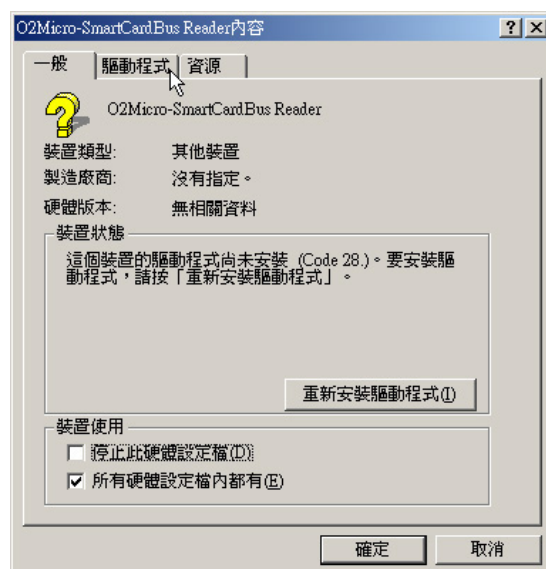 O2Micro-SmartCardBus Reader內容
一般 驅動程式 資源
O2Micro-SmartCardBus Reader
裝置類型: 其他裝置
製造廠商: 沒有指定。
硬體版本: 無相關資料
裝置狀態
這個裝置的驅動程式尚未安裝 (Code 28.)。要安裝驅
動程式，請按「重新安裝驅動程式」。
重新安裝驅動程式(I)
裝置使用
停止此硬體設定檔(D)
所有硬體設定檔內都有(E)
確定 取消